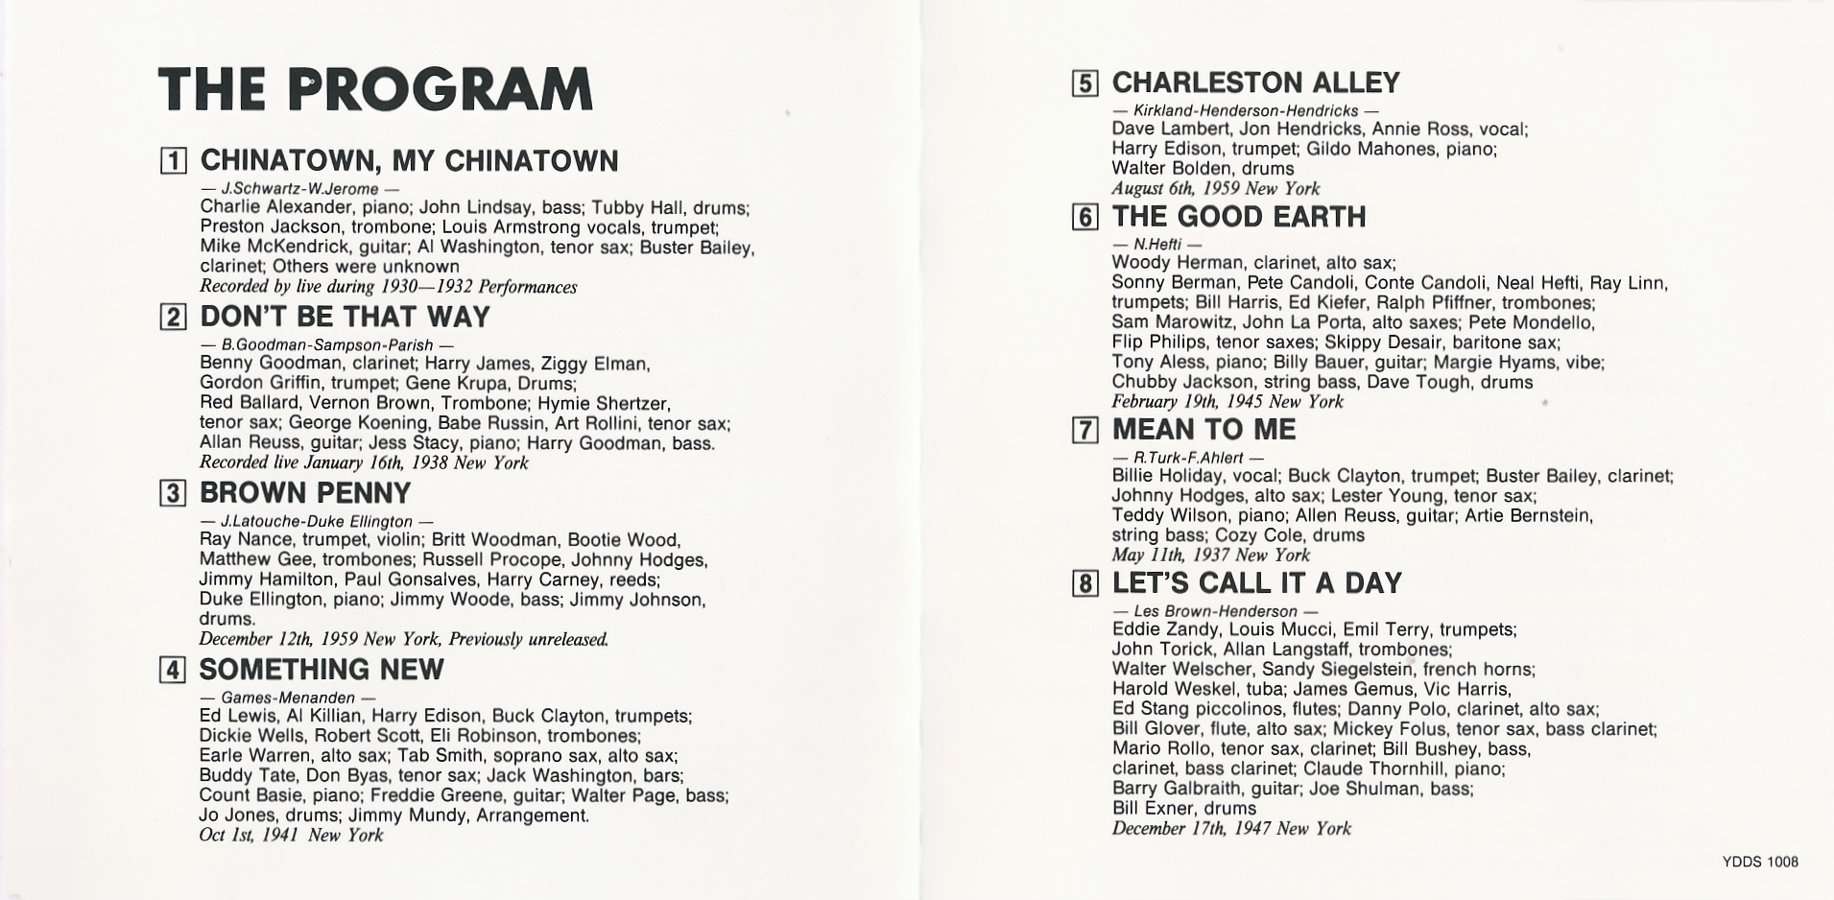 THE PROGRAM
1 CHINATOWN, MY CHINATOWN
— J.Schwartz-W.Jerome —
Charlie Alexander, piano; John Lindsay, bass; Tubby Hall, drums;
Preston Jackson, trombone; Louis Armstrong vocals, trumpet;
Mike McKendrick, guitar; Al Washington, tenor sax; Buster Bailey,
clarinet; Others were unknown
Recorded by live during 1930—1932 Performances
2 DON'T BE THAT WAY
— B.Goodman-Sampson-Parish —
Benny Goodman, clarinet; Harry James, Ziggy Elman,
Gordon Griffin, trumpet; Gene Krupa, Drums;
Red Ballard, Vernon Brown, Trombone; Hymie Shertzer,
tenor sax; George Koening, Babe Russin, Art Rollini, tenor sax;
Allan Reuss, guitar; Jess Stacy, piano; Harry Goodman, bass.
Recorded live January 16th, 1938 New York
3 BROWN PENNY
— J.Latouche-Duke Ellington —
Ray Nance, trumpet, violin; Britt Woodman, Bootie Wood,
Matthew Gee, trombones; Russell Procope, Johnny Hodges,
Jimmy Hamilton, Paul Gonsalves, Harry Carney, reeds;
Duke Ellington, piano; Jimmy Woode, bass; Jimmy Johnson,
drums.
December 12th, 1959 New York, Previously unreleased.
4 SOMETHING NEW
— Games-Menanden —
Ed Lewis, Al Killian, Harry Edison, Buck Clayton, trumpets;
Dickie Wells, Robert Scott, Eli Robinson, trombones;
Earle Warren, alto sax; Tab Smith, soprano sax, alto sax;
Buddy Tate, Don Byas, tenor sax; Jack Washington, bars;
Count Basie, piano; Freddie Greene, guitar; Walter Page, bass;
Jo Jones, drums; Jimmy Mundy, Arrangement.
Oct 1st, 1941 New York
5 CHARLESTON ALLEY
— Kirkland-Henderson-Hendricks —
Dave Lambert, Jon Hendricks, Annie Ross, vocal;
Harry Edison, trumpet; Gildo Mahones, piano;
Walter Bolden, drums
August 6th, 1959 New York
6 THE GOOD EARTH
— N.Hefti —
Woody Herman, clarinet, alto sax;
Sonny Berman, Pete Candoli, Conte Candoli, Neal Hefti, Ray Linn,
trumpets; Bill Harris, Ed Kiefer, Ralph Pfiffner, trombones;
Sam Marowitz, John La Porta, alto saxes; Pete Mondello,
Flip Philips, tenor saxes; Skippy Desair, baritone sax;
Tony Aless, piano; Billy Bauer, guitar; Margie Hyams, vibe;
Chubby Jackson, string bass, Dave Tough, drums
February 19th, 1945 New York
7 MEAN TO ME
— R.Turk-F.Ahlert —
Billie Holiday, vocal; Buck Clayton, trumpet; Buster Bailey, clarinet;
Johnny Hodges, alto sax; Lester Young, tenor sax;
Teddy Wilson, piano; Allen Reuss, guitar; Artie Bernstein,
string bass; Cozy Cole, drums
May 11th, 1937 New York
8 LET'S CALL IT A DAY
— Les Brown-Henderson —
Eddie Zandy, Louis Mucci, Emil Terry, trumpets;
John Torick, Allan Langstaff, trombones;
Walter Welscher, Sandy Siegelstein, french horns;
Harold Weskel, tuba; James Gemus, Vic Harris,
Ed Stang piccolinos, flutes; Danny Polo, clarinet, alto sax;
Bill Glover, flute, alto sax; Mickey Folus, tenor sax, bass clarinet;
Mario Rollo, tenor sax, clarinet; Bill Bushey, bass,
clarinet, bass clarinet; Claude Thornhill, piano;
Barry Galbraith, guitar; Joe Shulman, bass;
Bill Exner, drums
December 17th, 1947 New York
YDDS 1008